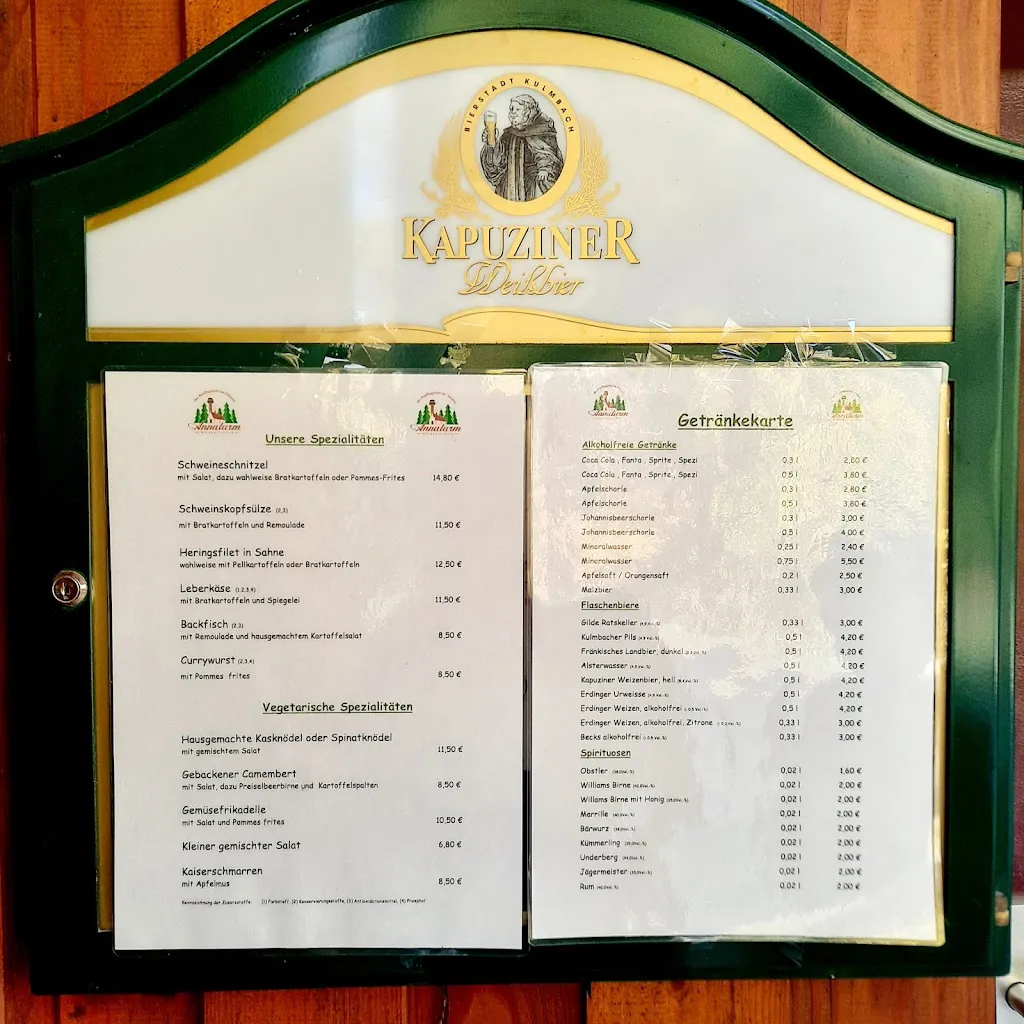 BIERSTADT KULMBACH
KAPUZINER
Weißbier
Annaturm
Annaturm
Unsere Spezialitäten
Schweineschnitzel
mit Salat, dazu wahlweise Bratkartoffeln oder Pommes-Frites 14,80 €
Schweinskopfsülze (2,3)
mit Bratkartoffeln und Remoulade 11,50 €
Heringsfilet in Sahne
wahlweise mit Pellkartoffeln oder Bratkartoffeln 12,50 €
Leberkäse (1,2,3,4)
mit Bratkartoffeln und Spiegelei 11,50 €
Backfisch (2,3)
mit Remoulade und hausgemachtem Kartoffelsalat 8,50 €
Currywurst (2,3,4)
mit Pommes frites 8,50 €
Vegetarische Spezialitäten
Hausgemachte Kasknödel oder Spinatknödel
mit gemischtem Salat 11,50 €
Gebackener Camembert
mit Salat, dazu Preiselbeerbirne und Kartoffelspalten 8,50 €
Gemüsefrikadelle
mit Salat und Pommes frites 10,50 €
Kleiner gemischter Salat 6,80 €
Kaiserschmarren
mit Apfelmus 8,50 €
Kennzeichnung der Zusatzstoffe: (1) Farbstoff, (2) Konservierungsstoffe, (3) Antioxidationsmittel, (4) Phosphat
Annaturm
Annaturm
Getränkekarte
Alkoholfreie Getränke
Coca Cola , Fanta , Sprite , Spezi 0,3 l 2,80 €
Coca Cola , Fanta , Sprite , Spezi 0,5 l 3,80 €
Apfelschorle 0,3 l 2,80 €
Apfelschorle 0,5 l 3,80 €
Johannisbeerschorle 0,3 l 3,00 €
Johannisbeerschorle 0,5 l 4,00 €
Mineralwasser 0,25 l 2,40 €
Mineralwasser 0,75 l 5,50 €
Apfelsaft / Orangensaft 0,2 l 2,50 €
Malzbier 0,33 l 3,00 €
Flaschenbiere
Gilde Ratskeller 0,33 l 3,00 €
Kulmbacher Pils 0,5 l 4,20 €
Fränkisches Landbier, dunkel 0,5 l 4,20 €
Alsterwasser 0,5 l 4,20 €
Kapuziner Weizenbier, hell 0,5 l 4,20 €
Erdinger Urweisse 0,5 l 4,20 €
Erdinger Weizen, alkoholfrei 0,5 l 4,20 €
Erdinger Weizen, alkoholfrei, Zitrone 0,33 l 3,00 €
Becks alkoholfrei 0,33 l 3,00 €
Spirituosen
Obstler 0,02 l 1,60 €
Williams Birne 0,02 l 2,00 €
Willams Birne mit Honig 0,02 l 2,00 €
Marrille 0,02 l 2,00 €
Bärwurz 0,02 l 2,00 €
Kümmerling 0,02 l 2,00 €
Underberg 0,02 l 2,00 €
Jägermeister 0,02 l 2,00 €
Rum 0,02 l 2,00 €